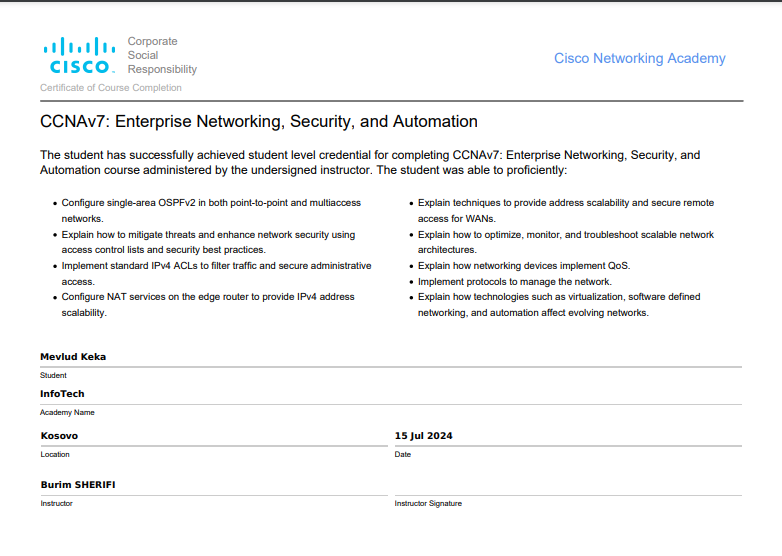 Corporate
Social
CISCO Responsibility
Cisco Networking Academy
Certificate of Course Completion
CCNAv7: Enterprise Networking, Security, and Automation
The student has successfully achieved student level credential for completing CCNAv7: Enterprise Networking, Security, and
Automation course administered by the undersigned instructor. The student was able to proficiently:
• Configure single-area OSPFv2 in both point-to-point and multiaccess
networks.
• Explain how to mitigate threats and enhance network security using
access control lists and security best practices.
• Implement standard IPv4 ACLs to filter traffic and secure administrative
access.
• Configure NAT services on the edge router to provide IPv4 address
scalability.
• Explain techniques to provide address scalability and secure remote
access for WANs.
• Explain how to optimize, monitor, and troubleshoot scalable network
architectures.
• Explain how networking devices implement QoS.
• Implement protocols to manage the network.
• Explain how technologies such as virtualization, software defined
networking, and automation affect evolving networks.
Mevlud Keka
Student
InfoTech
Academy Name
Kosovo
Location
15 Jul 2024
Date
Burim SHERIFI
Instructor
Instructor Signature